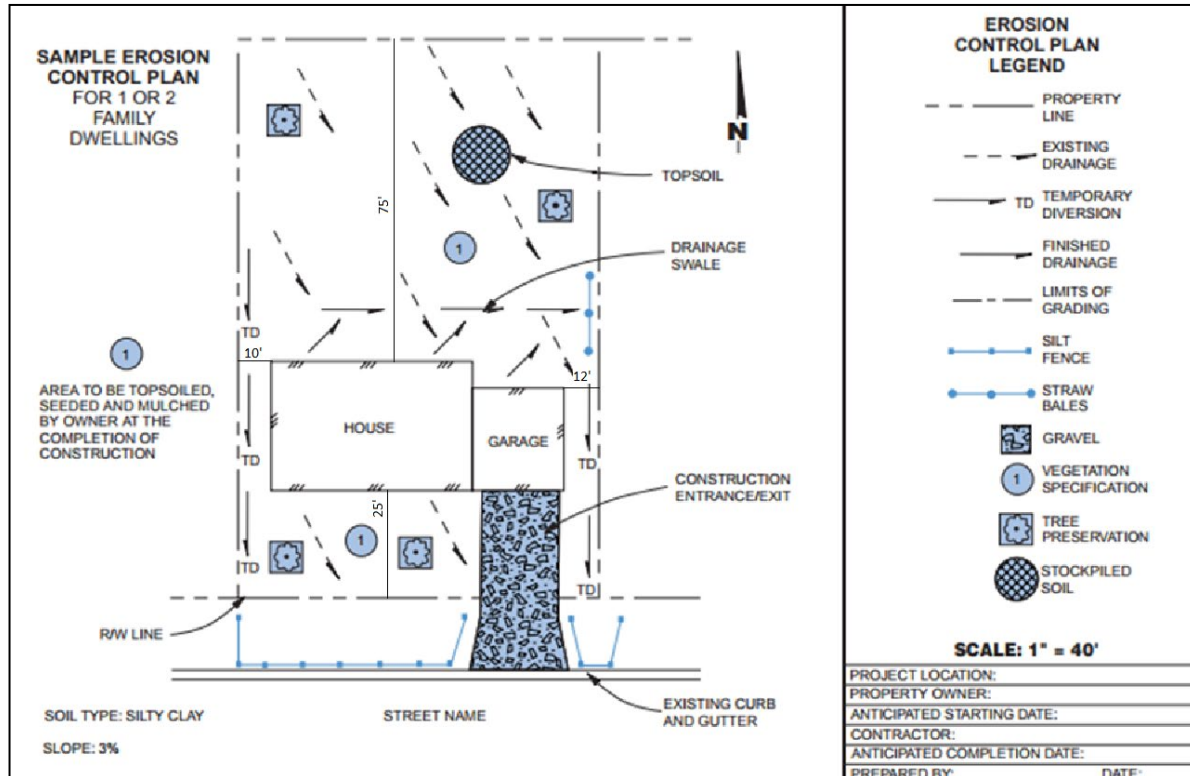 SAMPLE EROSION
CONTROL PLAN
FOR 1 OR 2
FAMILY
DWELLINGS
75'
N
TOPSOIL
1
DRAINAGE
SWALE
TD
10'
12'
1
AREA TO BE TOPSOILED,
SEEDED AND MULCHED
BY OWNER AT THE
COMPLETION OF
CONSTRUCTION
HOUSE
GARAGE
TD
TD
CONSTRUCTION
ENTRANCE/EXIT
25'
1
TD
TD
R/W LINE
EXISTING CURB
AND GUTTER
SOIL TYPE: SILTY CLAY
STREET NAME
SLOPE: 3%
EROSION
CONTROL PLAN
LEGEND
PROPERTY
LINE
EXISTING
DRAINAGE
TD TEMPORARY
DIVERSION
FINISHED
DRAINAGE
LIMITS OF
GRADING
SILT
FENCE
STRAW
BALES
GRAVEL
1 VEGETATION
SPECIFICATION
TREE
PRESERVATION
STOCKPILED
SOIL
SCALE: 1" = 40'
PROJECT LOCATION:
PROPERTY OWNER:
ANTICIPATED STARTING DATE:
CONTRACTOR:
ANTICIPATED COMPLETION DATE:
PREPARED BY: DATE: